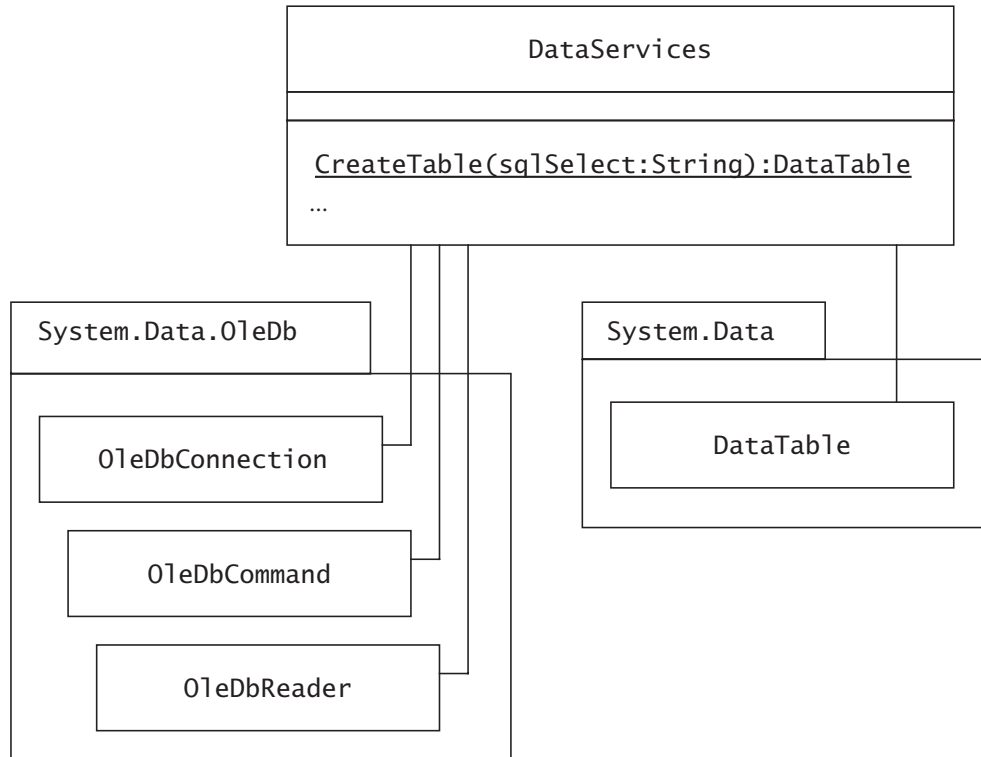 DataServices
CreateTable(sqlSelect:String):DataTable
...
System.Data.OleDb
System.Data
OleDbConnection
DataTable
OleDbCommand
OleDbReader